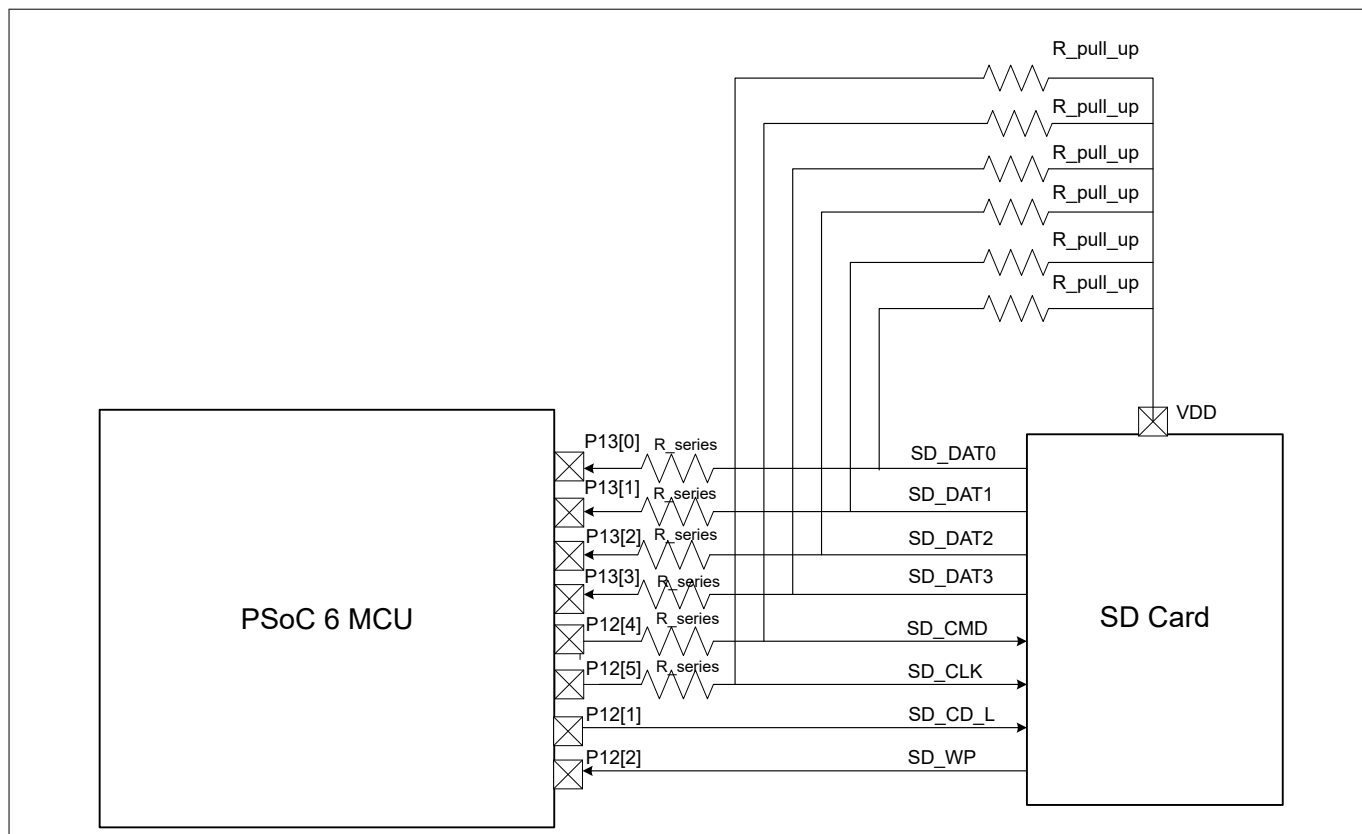 R_pull_up
R_pull_up
R_pull_up
R_pull_up
R_pull_up
R_pull_up
VDD
P13[0] R_series SD_DAT0
P13[1] R_series SD_DAT1
P13[2] R_series SD_DAT2
P13[3] R_series SD_DAT3
PSoC 6 MCU
SD Card
P12[4] R_series SD_CMD
P12[5] R_series SD_CLK
P12[1] SD_CD_L
P12[2] SD_WP